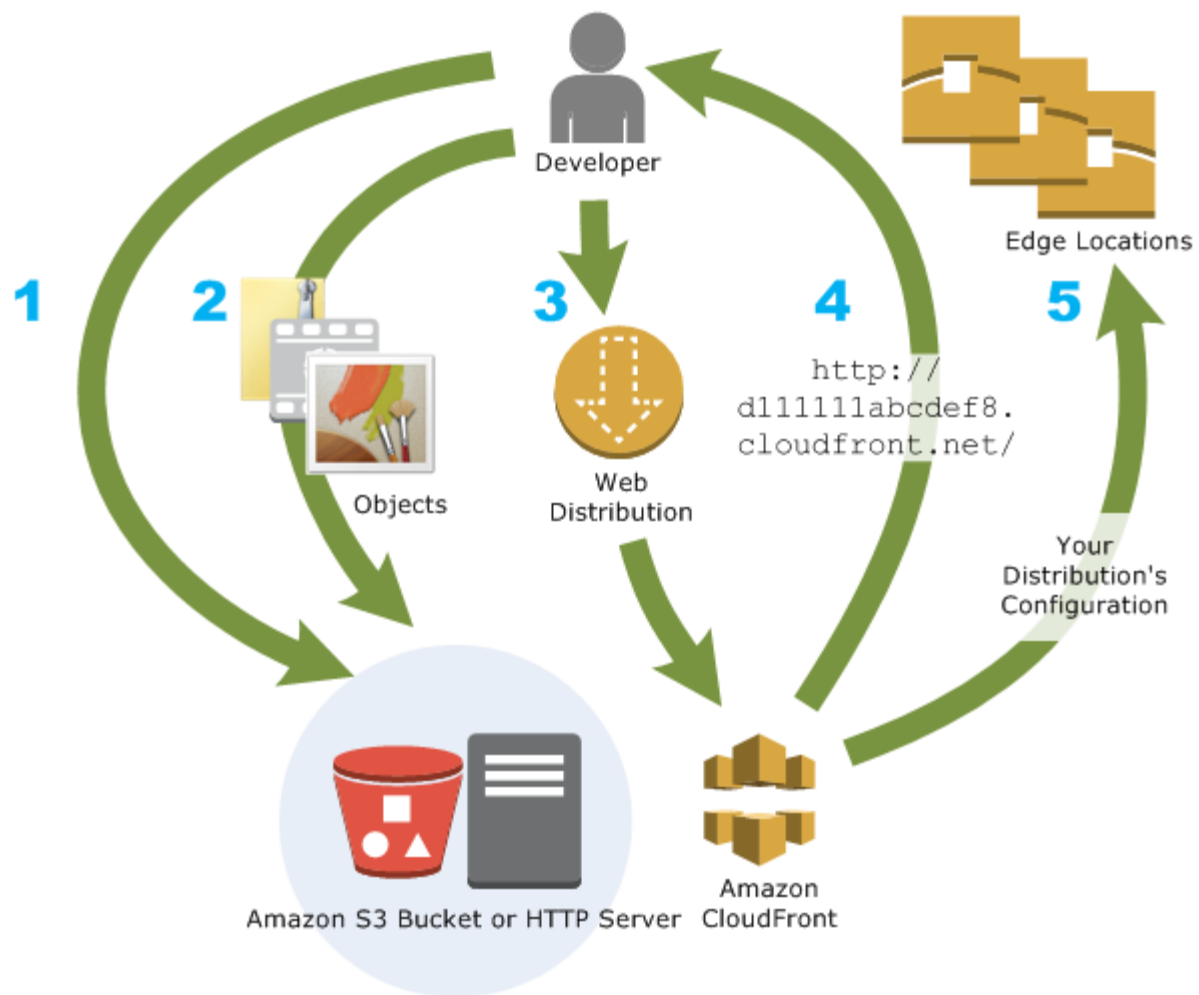 Developer
Edge Locations
1
2
3
4
5
http://
d111111abcdef8.
cloudfront.net/
Objects
Web
Distribution
Your
Distribution's
Configuration
Amazon S3 Bucket or HTTP Server
Amazon
CloudFront